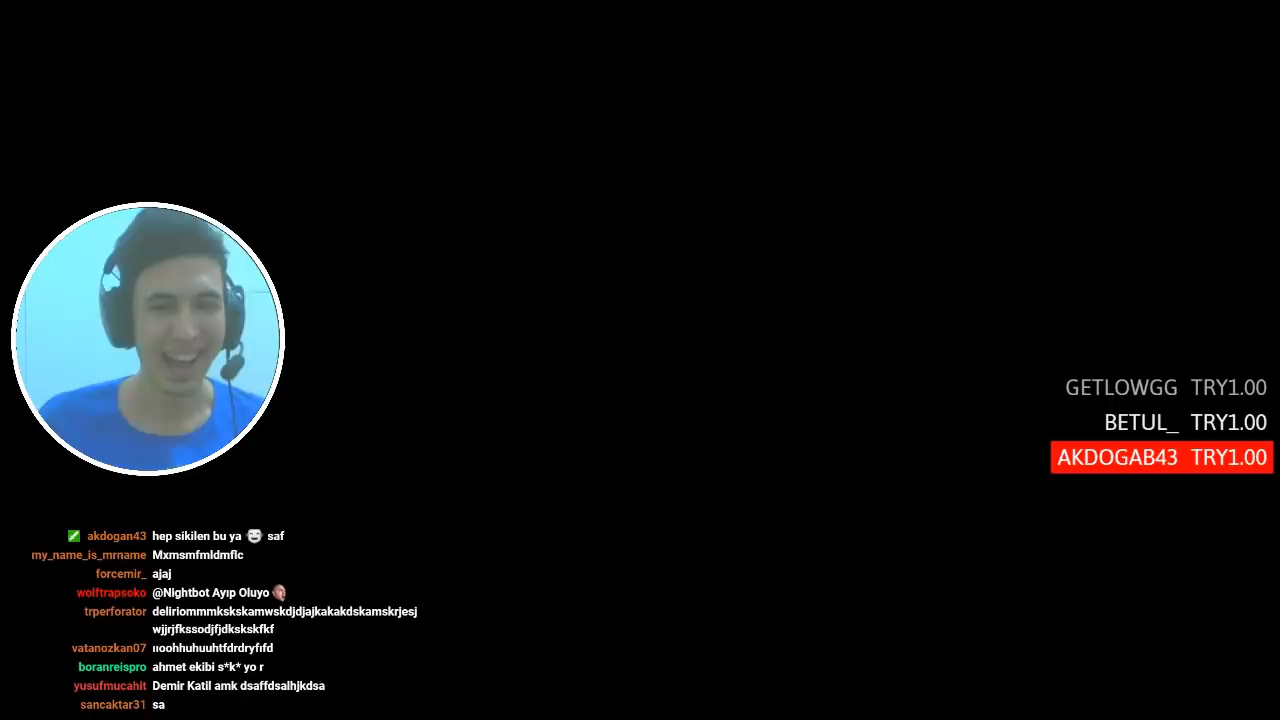 GETLOWGG TRY1.00
BETUL_ TRY1.00
AKDOGAB43 TRY1.00
akdogan43 hep sikilen bu ya saf
my_name_is_mrname Mxmsmfmldmflc
forcemir_ ajaj
wolftrapsoko @Nightbot Ayıp Oluyo
trperforator deliriommmkskskamwskdjdjajkakakdskamskrjesj
wjjrjfkssodjfjdkskskfkf
vatanozkan07 ııoohhuhuuhtfdrdryfıfd
boranreispro ahmet ekibi s*k* yo r
yusufmucahit Demir Katil amk dsaffdsalhjkdsa
sancaktar31 sa